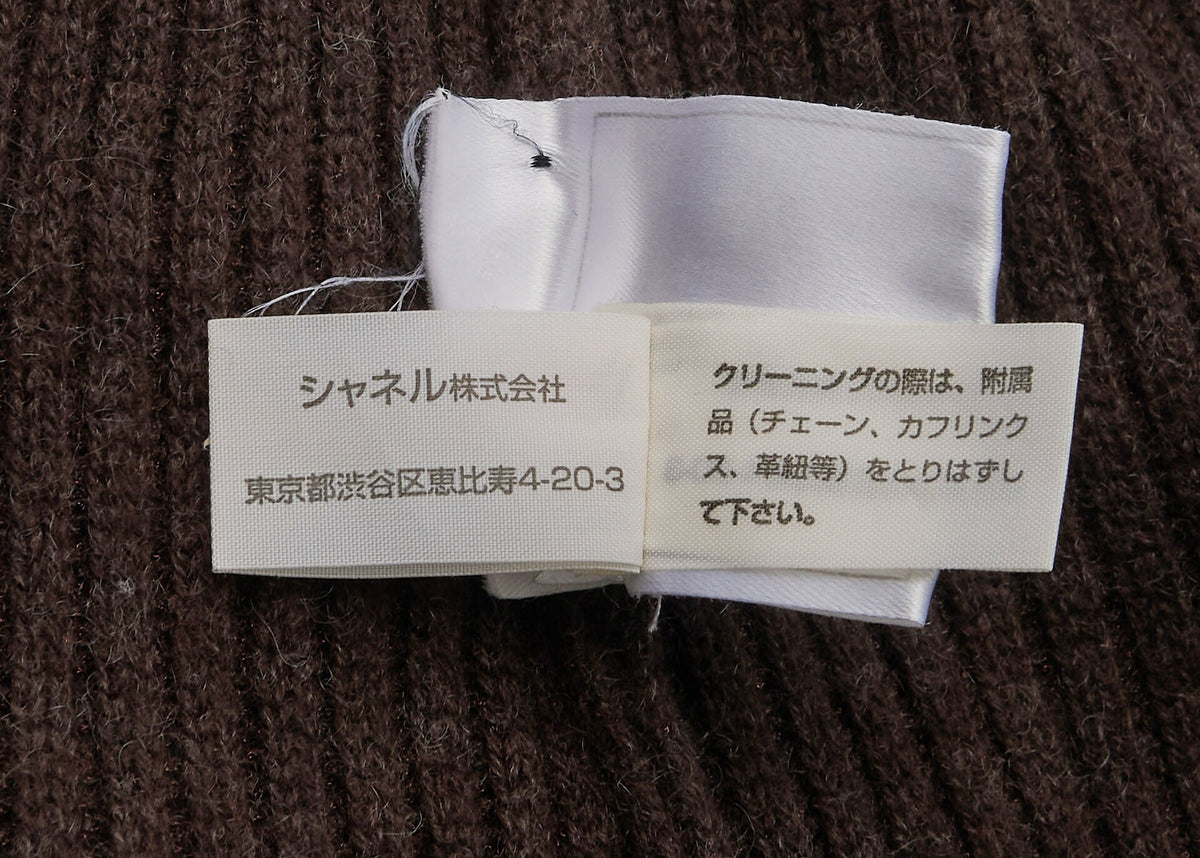 シャネル株式会社
東京都渋谷区恵比寿4-20-3
クリーニングの際は、附属
品（チェーン、カフリンク
ス、革紐等）をとりはずし
て下さい。